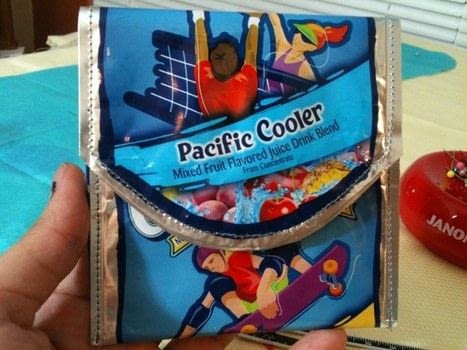 Pacific Cooler
Mixed Fruit Flavored Juice Drink Blend
From Concentrate
JANO